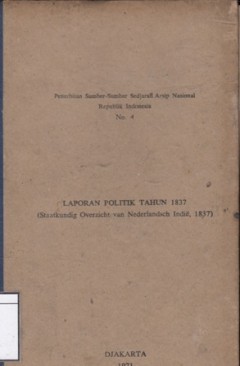 Penerbitan Sumber-Sumber Sedjarah Arsip Nasional
Republik Indonesia
No. 4
LAPORAN POLITIK TAHUN 1837
(Staatkundig Overzicht van Nederlandsch Indië, 1837)
DJAKARTA
1971